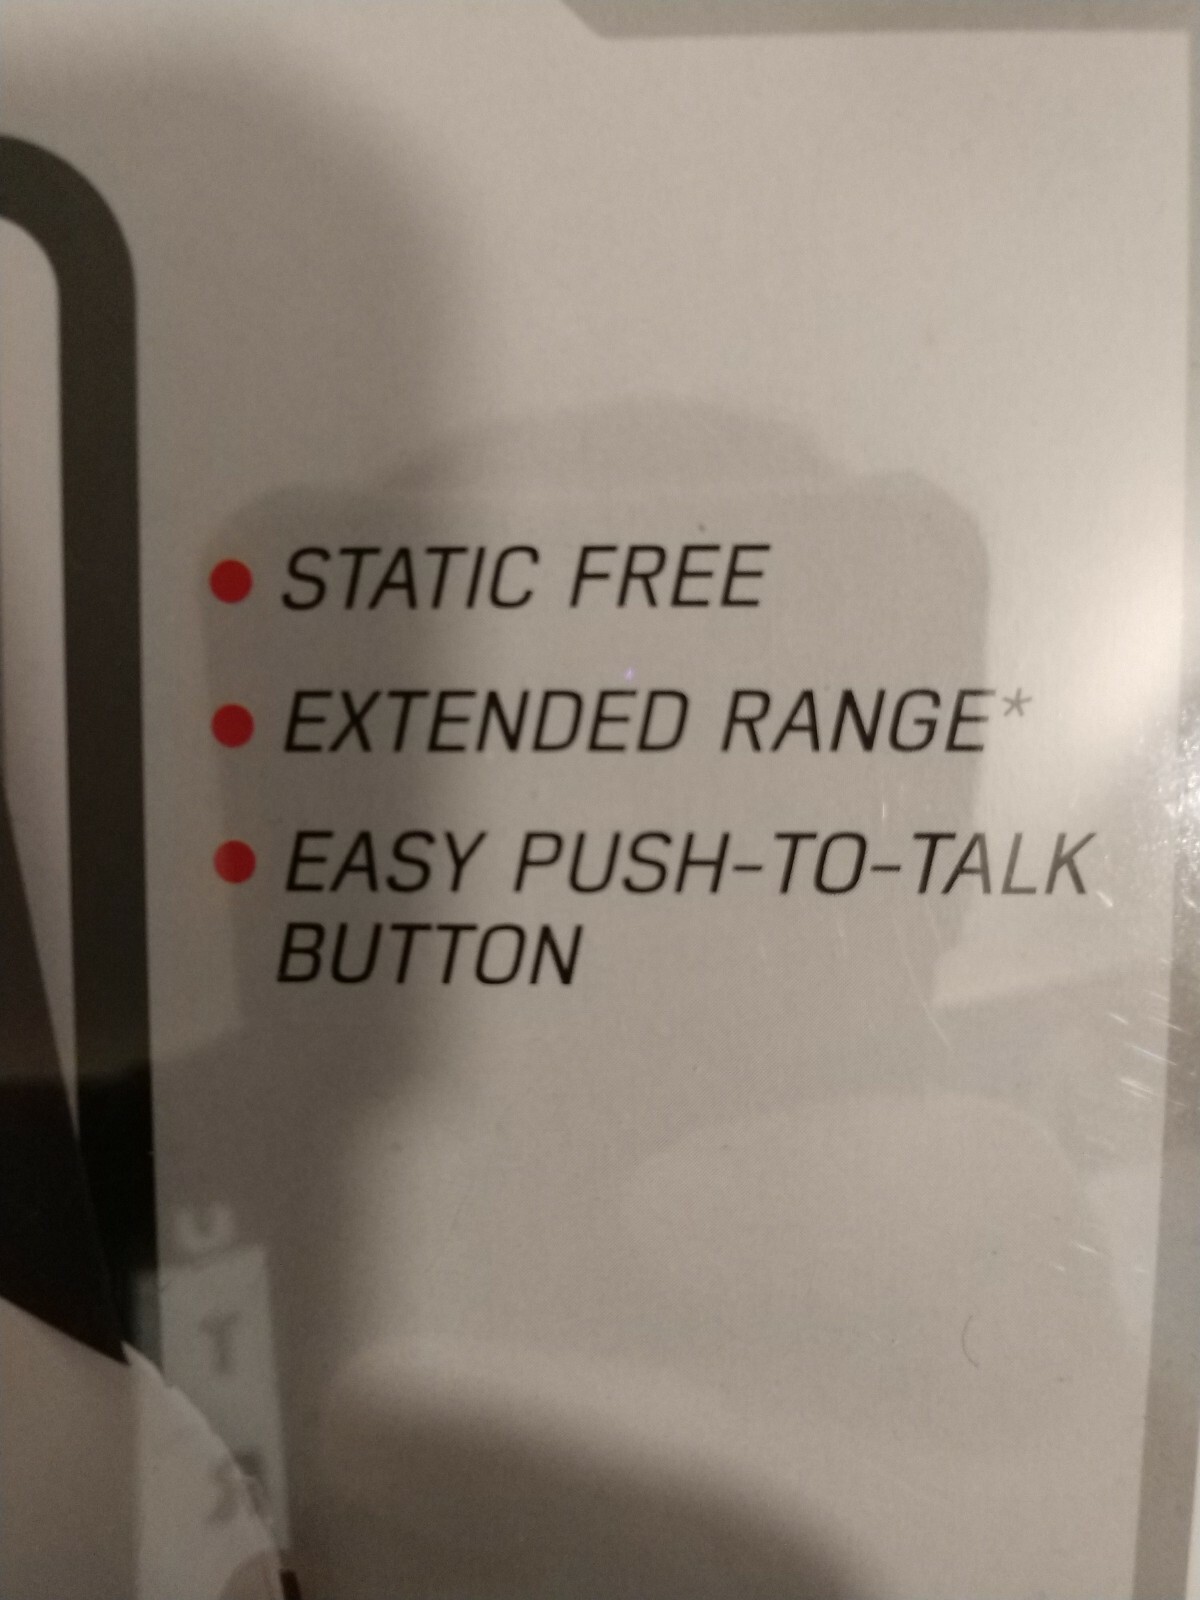 STATIC FREE
EXTENDED RANGE*
EASY PUSH-TO-TALK
BUTTON